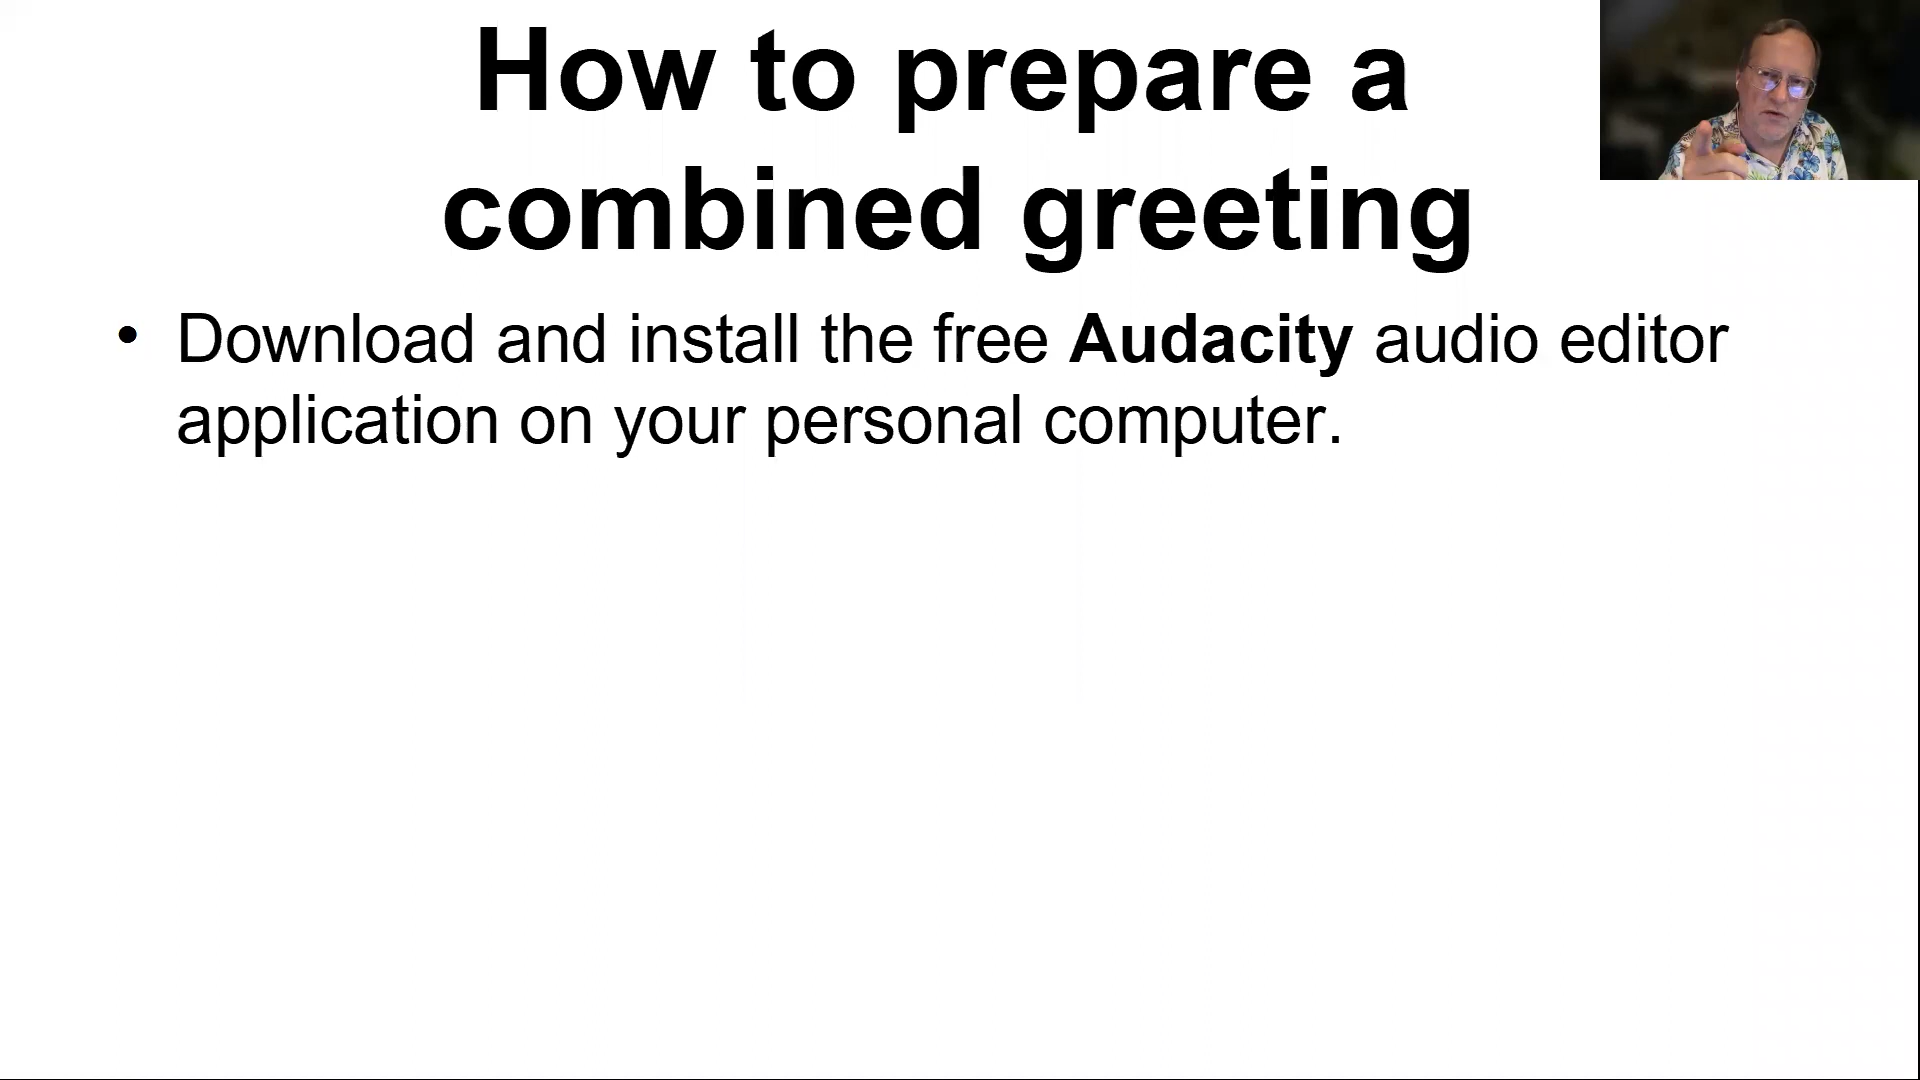 How to prepare a
combined greeting
• Download and install the free Audacity audio editor
application on your personal computer.